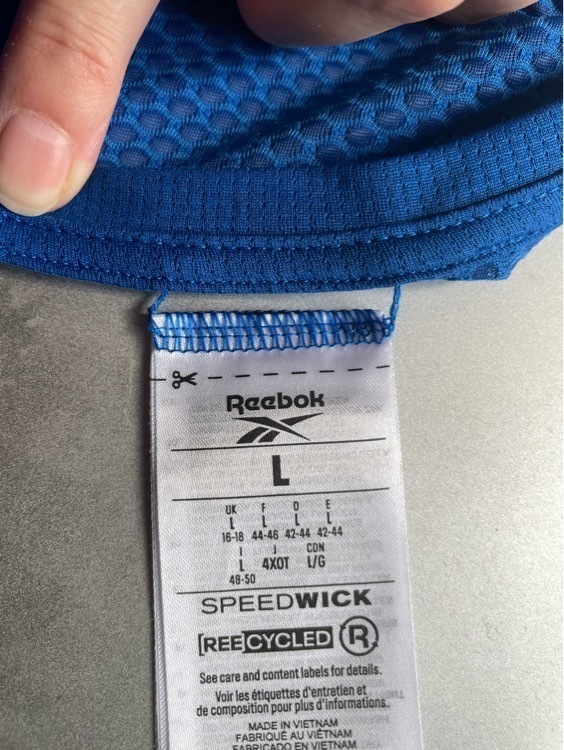 Reebok
L
UK F D E
L L L L
16-18 44-46 42-44 42-44
I J CDN
L 4XOT L/G
48-50
SPEEDWICK
[REECYCLED] R
See care and content labels for details.
Voir les étiquettes d'entretien et
de composition pour plus d'informations.
MADE IN VIETNAM
FABRIQUÉ AU VIÊTNAM
FABRICADO EN VIETNAM